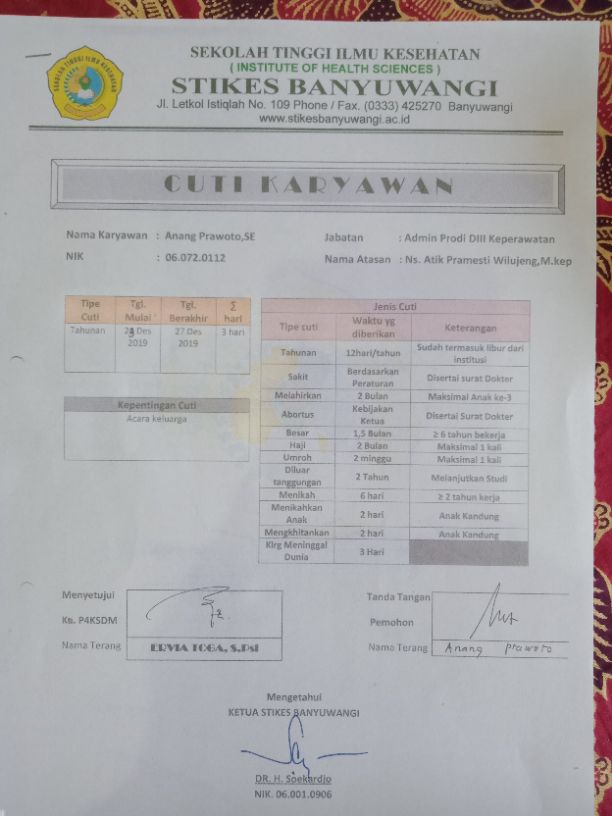 SEKOLAH TINGGI ILMU KESEHATAN
( INSTITUTE OF HEALTH SCIENCES )
STIKES BANYUWANGI
Jl. Letkol Istiqlah No. 109 Phone / Fax. (0333) 425270 Banyuwangi
www.stikesbanyuwangi.ac.id
CUTI KARYAWAN
Nama Karyawan : Anang Prawoto,SE
Jabatan : Admin Prodi DIII Keperawatan
NIK : 06.072.0112
Nama Atasan : Ns. Atik Pramesti Wilujeng,M.kep
Tipe Cuti Tgl. Mulai Tgl. Berakhir Σ hari
Tahunan Des 2019 27 Des 2019 3 hari
Kepentingan Cuti
Acara keluarga
Jenis Cuti
Tipe cuti Waktu yg diberikan Keterangan
Tahunan 12hari/tahun Sudah termasuk libur dari institusi
Sakit Berdasarkan Peraturan Disertai surat Dokter
Melahirkan 2 Bulan Maksimal Anak ke-3
Abortus Kebijakan Ketua Disertai Surat Dokter
Besar 1,5 Bulan ≥ 6 tahun bekerja
Haji 2 Bulan Maksimal 1 kali
Umroh 2 minggu Maksimal 1 kali
Diluar tanggungan 2 Tahun Melanjutkan Studi
Menikah 6 hari ≥ 2 tahun kerja
Menikahkan Anak 2 hari Anak Kandung
Mengkhitankan 2 hari Anak Kandung
Klrg Meninggal Dunia 3 Hari
Menyetujui
Ka. P4KSDM
Nama Terang ERVIA TOGA, S.Psi
Tanda Tangan
Pemohon
Nama Terang Anang Prawoto
Mengetahui
KETUA STIKES BANYUWANGI
DR. H. Soekardjo
NIK. 06.001.0906